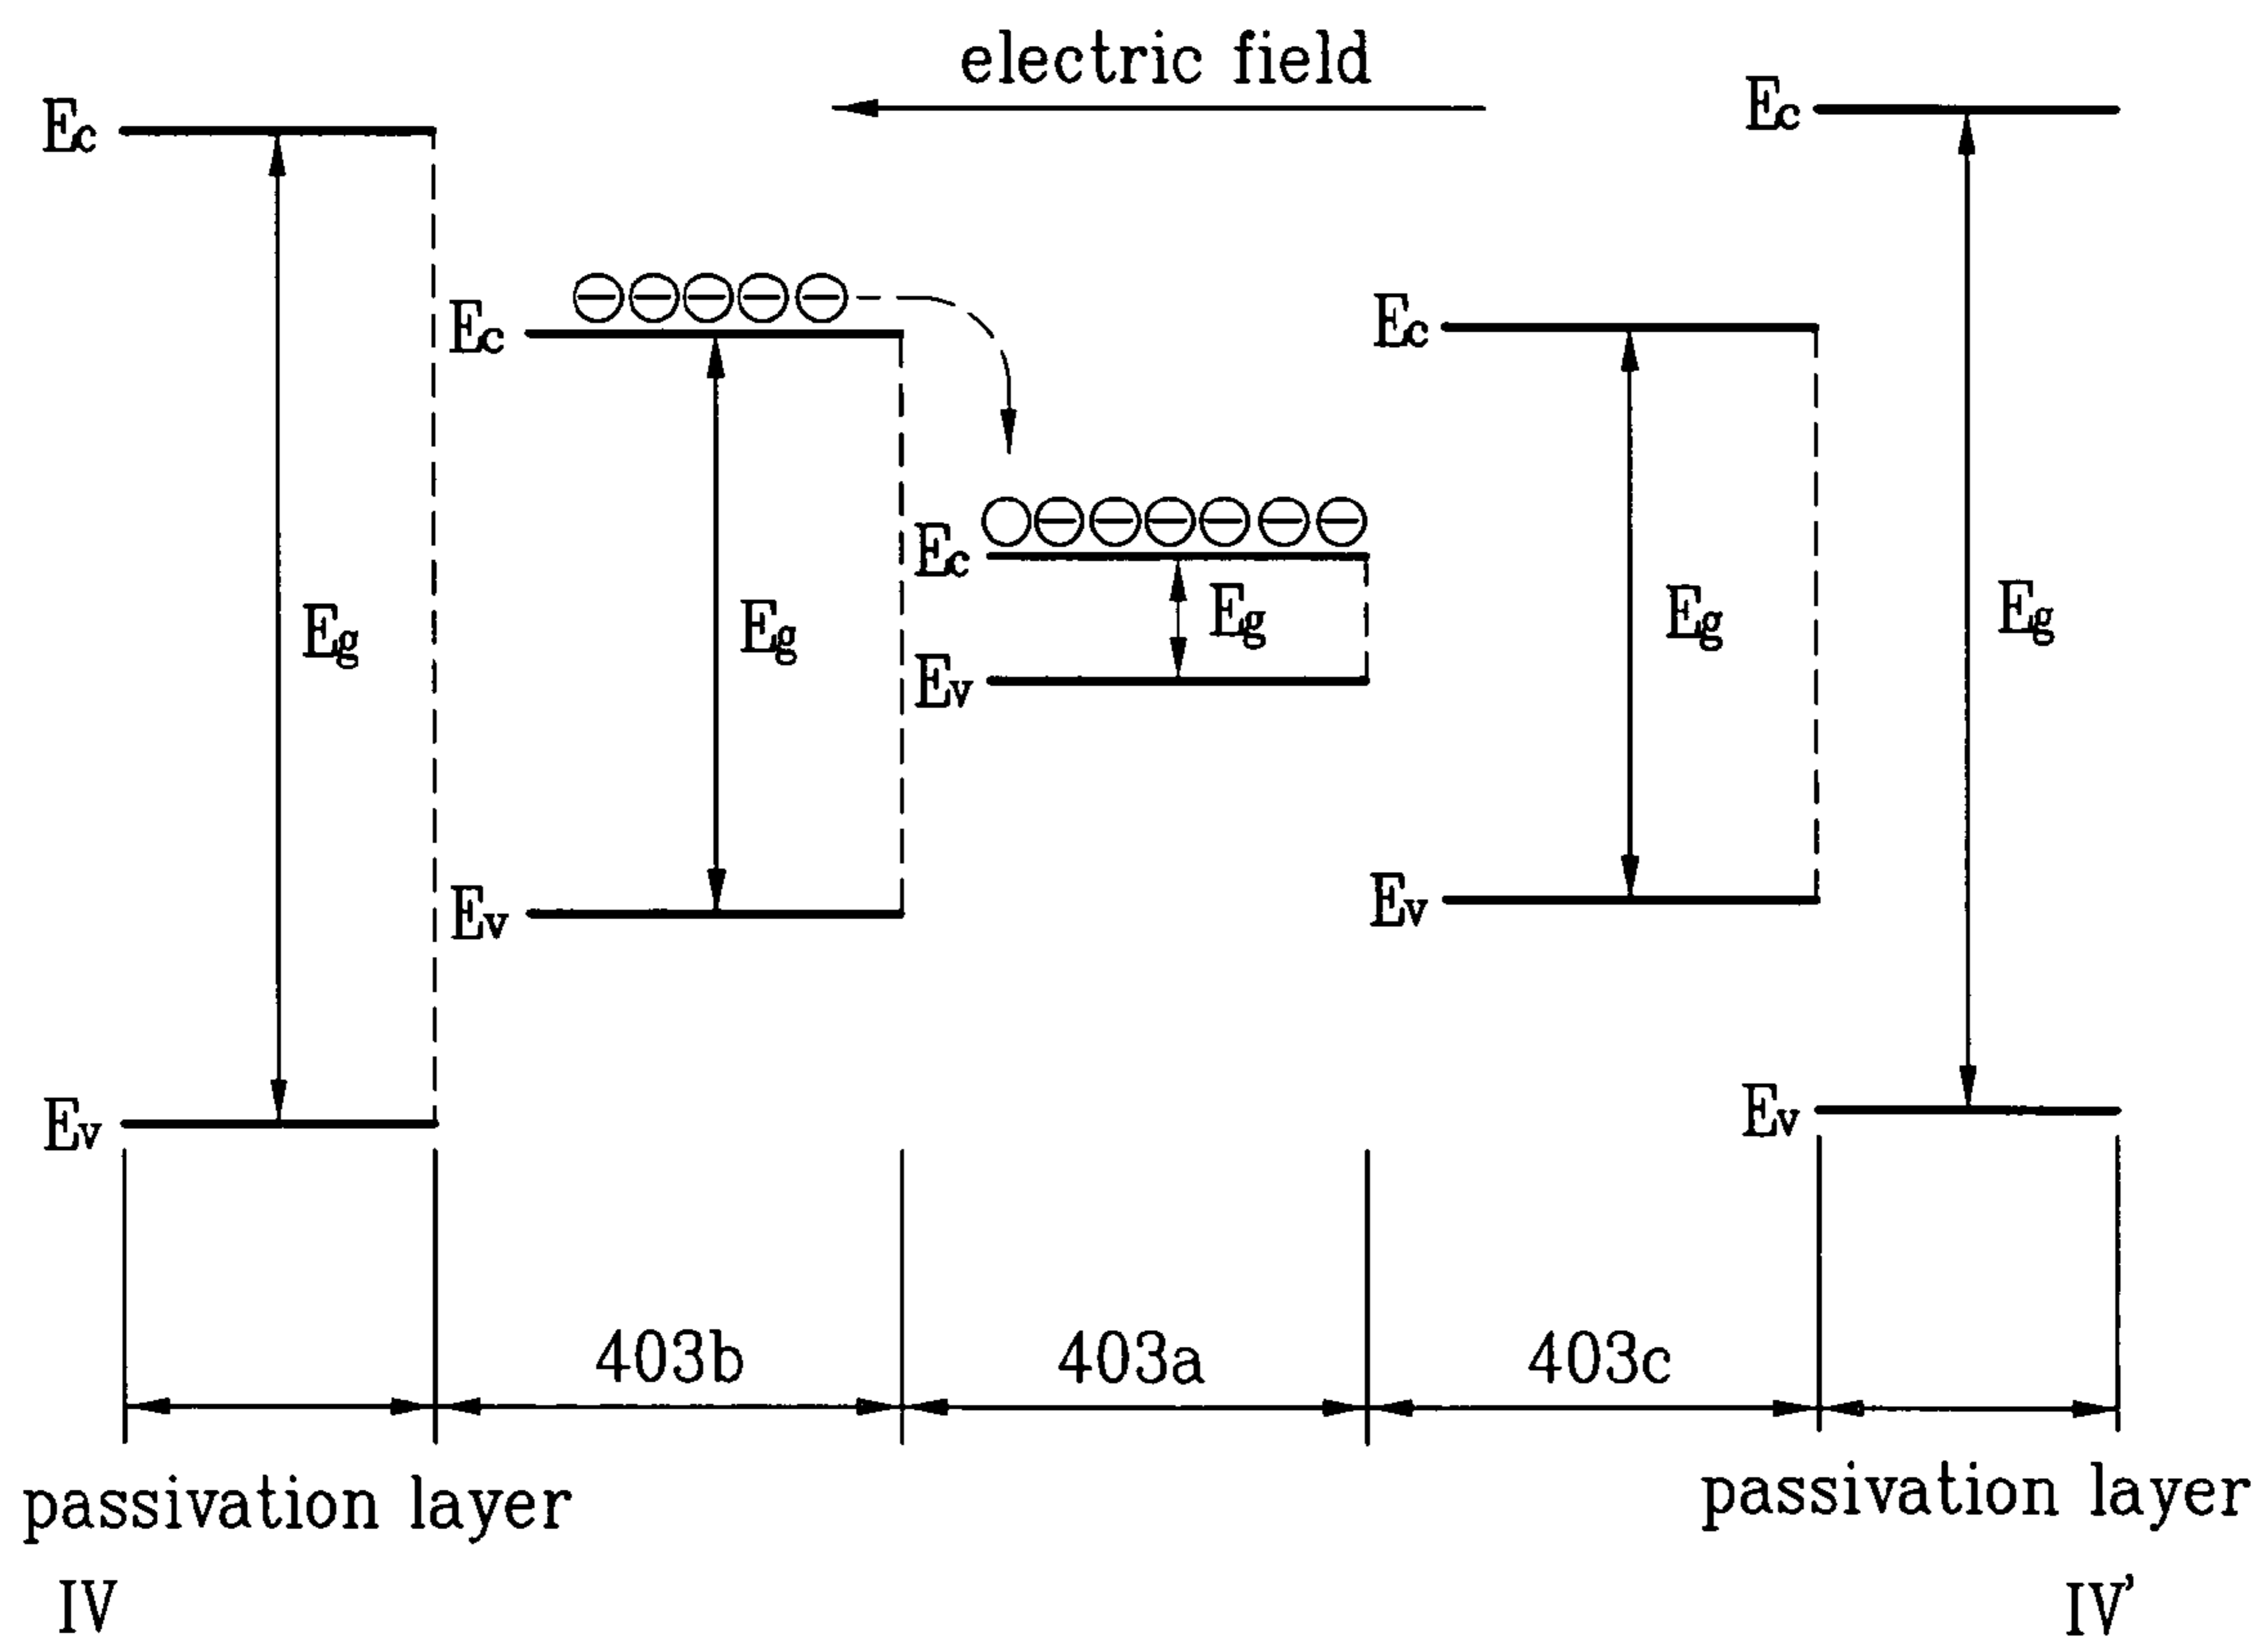 electric field
Ec
Ec
Ec
Ec
Ec
Eg
Eg
Eg
Eg
Eg
Ev
Ev
Ev
Ev
Ev
403b
403a
403c
passivation layer
passivation layer
IV
IV'